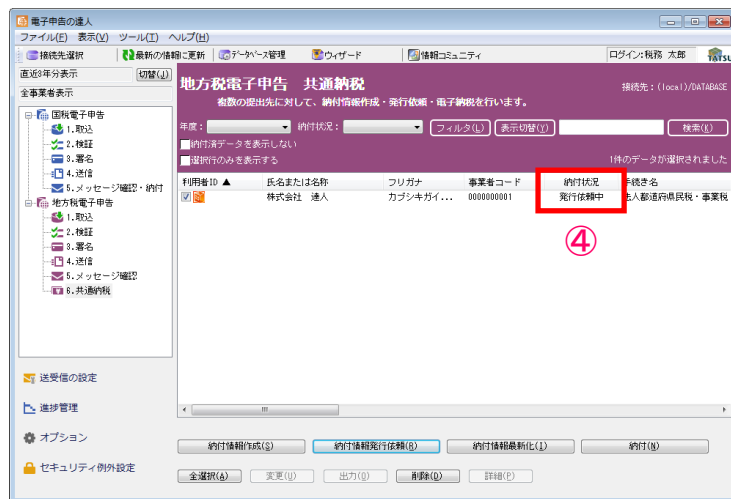 電子申告の達人
ファイル(F) 表示(V) ツール(T) ヘルプ(H)
接続先選択 最新の情報に更新 データベース管理 ウィザード 情報コミュニティ ログイン:税務 太郎 TATSU
直近3年分表示 切替(J)
全事業者表示
国税電子申告
1.取込
2.検証
3.署名
4.送信
5.メッセージ確認・納付
地方税電子申告
1.取込
2.検証
3.署名
4.送信
5.メッセージ確認
6.共通納税
送受信の設定
進捗管理
オプション
セキュリティ例外設定
地方税電子申告 共通納税
接続先：(local)/DATABASE
複数の提出先に対して、納付情報作成・発行依頼・電子納税を行います。
年度： 納付状況： フィルタ(L) 表示切替(Y) 検索(K)
納付済データを表示しない
選択行のみを表示する
1件のデータが選択されました
利用者ID ▲ 氏名または名称 フリガナ 事業者コード 納付状況 手続き名
株式会社 達人 カブシキガイ... 0000000001 発行依頼中 法人都道府県民税・事業税
④
納付情報作成(S) 納付情報発行依頼(R) 納付情報最新化(I) 納付(N)
全選択(A) 変更(U) 出力(O) 削除(D) 詳細(P)